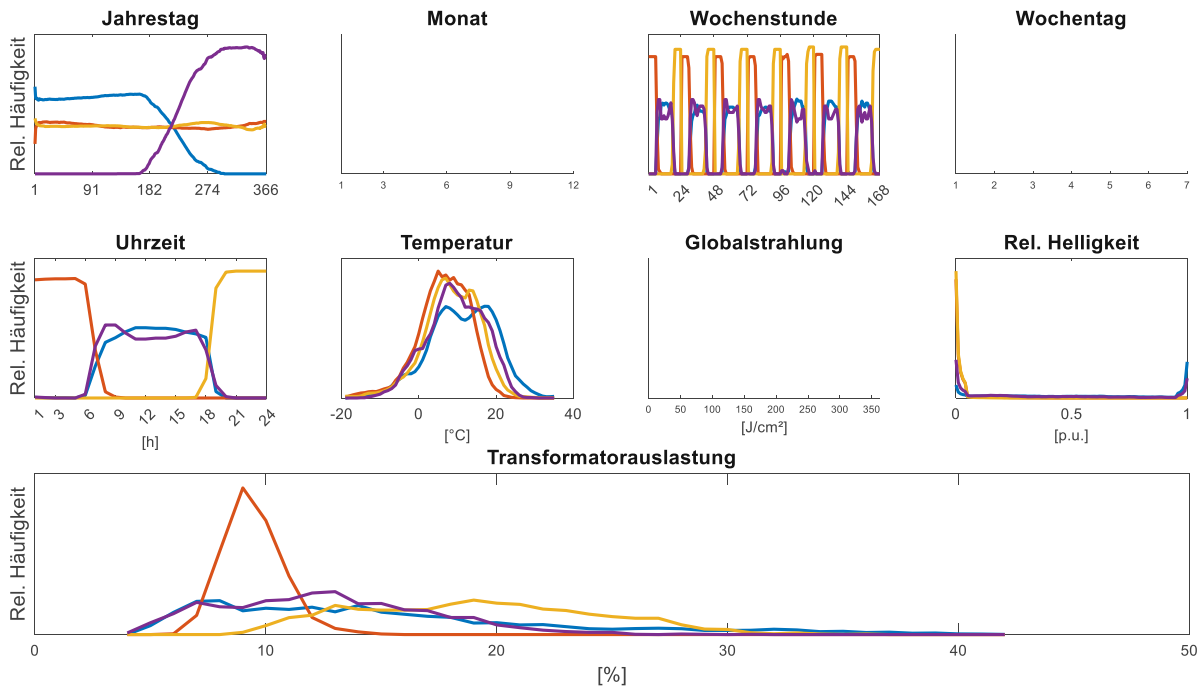 Jahrestag
Monat
Wochenstunde
Wochentag
Rel. Häufigkeit
1 91 182 274 366
1 3 6 9 12
1 24 48 72 96 120 144 168
1 2 3 4 5 6 7
Uhrzeit
Temperatur
Globalstrahlung
Rel. Helligkeit
Rel. Häufigkeit
1 3 6 9 12 15 18 21 24
[h]
-20 0 20 40
[°C]
0 50 100 150 200 250 300 350
[J/cm²]
0 0.5 1
[p.u.]
Transformatorauslastung
Rel. Häufigkeit
0 10 20 30 40 50
[%]